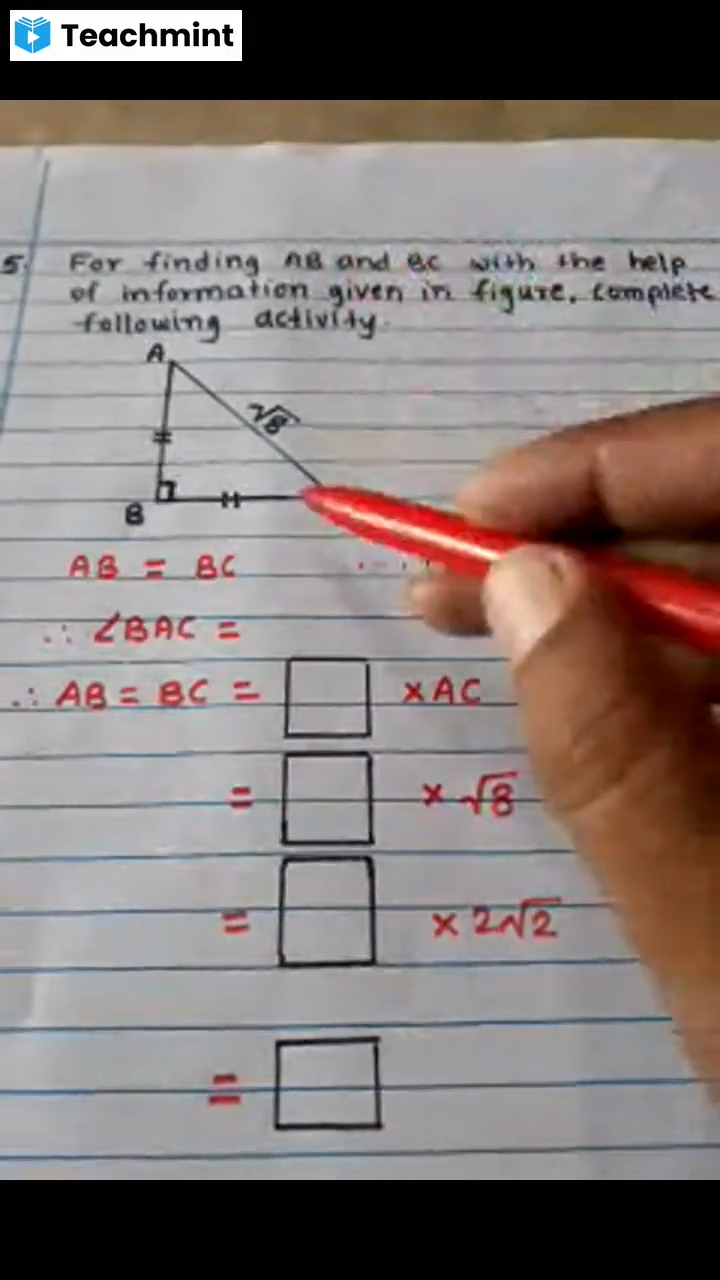 Teachmint
5. For finding AB and BC with the help
of information given in figure, complete
following activity.
A
√8
B
AB = BC ....
∴ ∠BAC =
∴ AB = BC = × AC
= × √8
= × 2√2
=